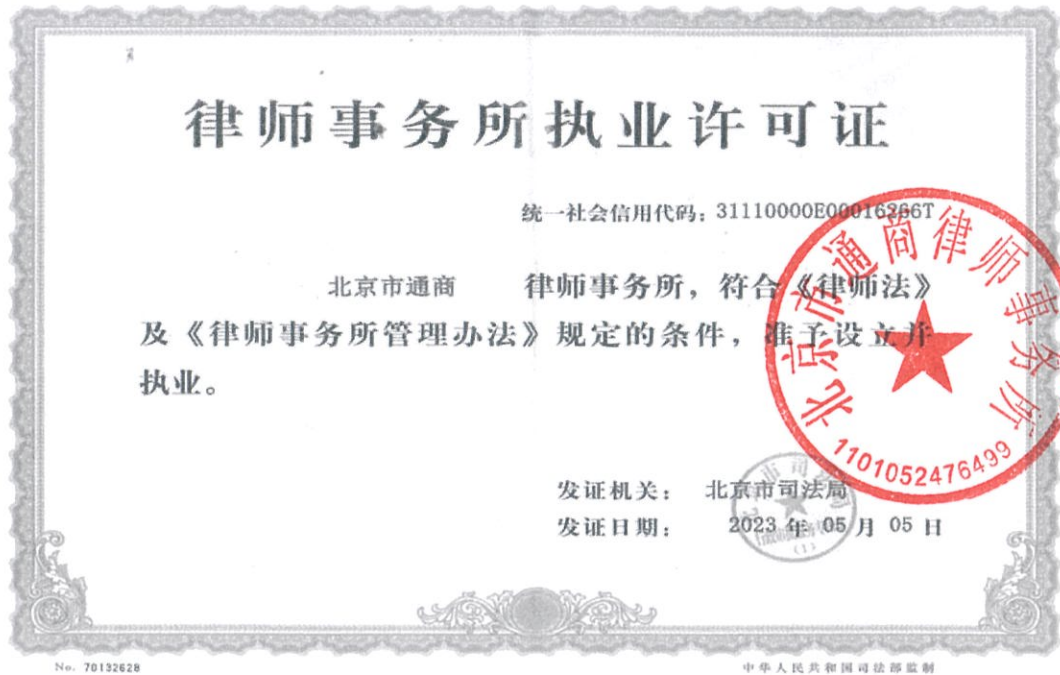 律师事务所执业许可证
统一社会信用代码：31110000E00016266T
北京市通商 律师事务所，符合《律师法》
及《律师事务所管理办法》规定的条件，准予设立并
执业。
北京市通商律师事务所
1101052476499
发证机关： 北京市司法局
发证日期： 2023 年 05 月 05 日
(1)
No. 70132628
中华人民共和国司法部监制